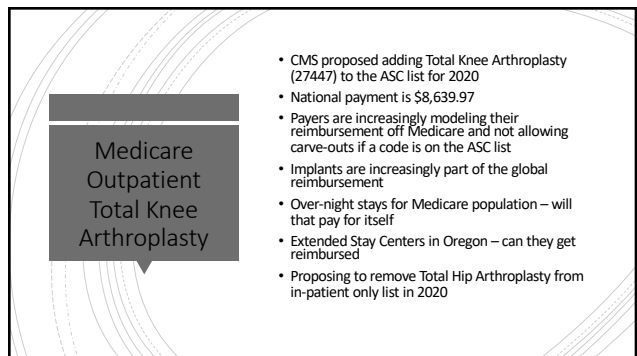 Medicare
Outpatient
Total Knee
Arthroplasty
• CMS proposed adding Total Knee Arthroplasty
(27447) to the ASC list for 2020
• National payment is $8,639.97
• Payers are increasingly modeling their
reimbursement off Medicare and not allowing
carve-outs if a code is on the ASC list
• Implants are increasingly part of the global
reimbursement
• Over-night stays for Medicare population – will
that pay for itself
• Extended Stay Centers in Oregon – can they get
reimbursed
• Proposing to remove Total Hip Arthroplasty from
in-patient only list in 2020